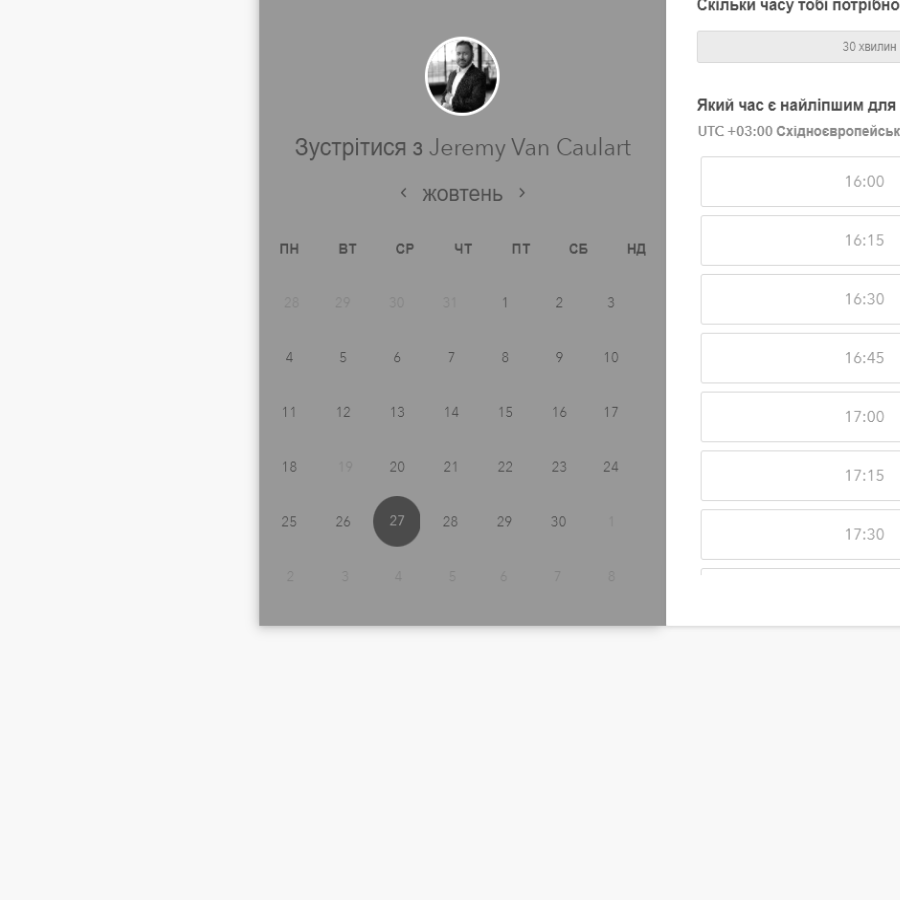 Зустрітися з Jeremy Van Caulart
жовтень
ПН ВТ СР ЧТ ПТ СБ НД
28 29 30 31 1 2 3
4 5 6 7 8 9 10
11 12 13 14 15 16 17
18 19 20 21 22 23 24
25 26 27 28 29 30 1
2 3 4 5 6 7 8
Скільки часу тобі потрібно
30 хвилин
Який час є найліпшим для
UTC +03:00 Східноєвропейськ
16:00
16:15
16:30
16:45
17:00
17:15
17:30